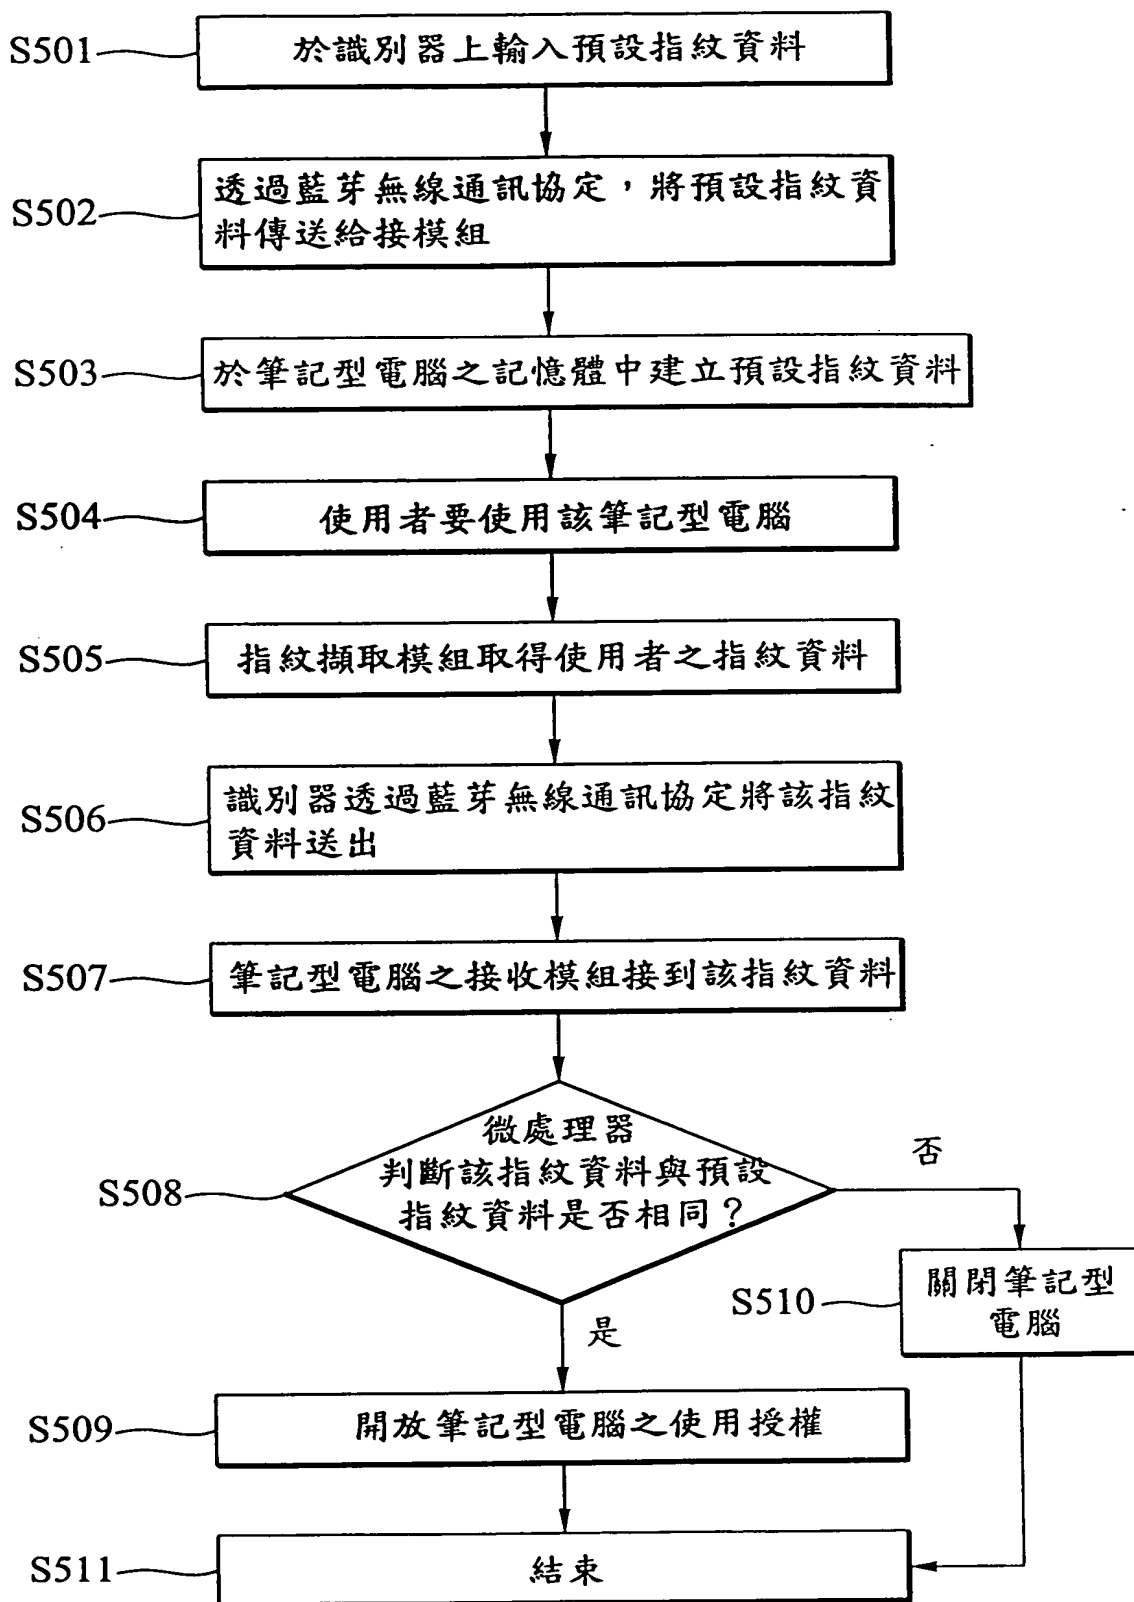 S501
於識別器上輸入預設指紋資料
S502
透過藍芽無線通訊協定，將預設指紋資
料傳送給接模組
S503
於筆記型電腦之記憶體中建立預設指紋資料
S504
使用者要使用該筆記型電腦
S505
指紋擷取模組取得使用者之指紋資料
S506
識別器透過藍芽無線通訊協定將該指紋
資料送出
S507
筆記型電腦之接收模組接到該指紋資料
S508
微處理器
判斷該指紋資料與預設
指紋資料是否相同？
否
S510
關閉筆記型
電腦
是
S509
開放筆記型電腦之使用授權
S511
結束